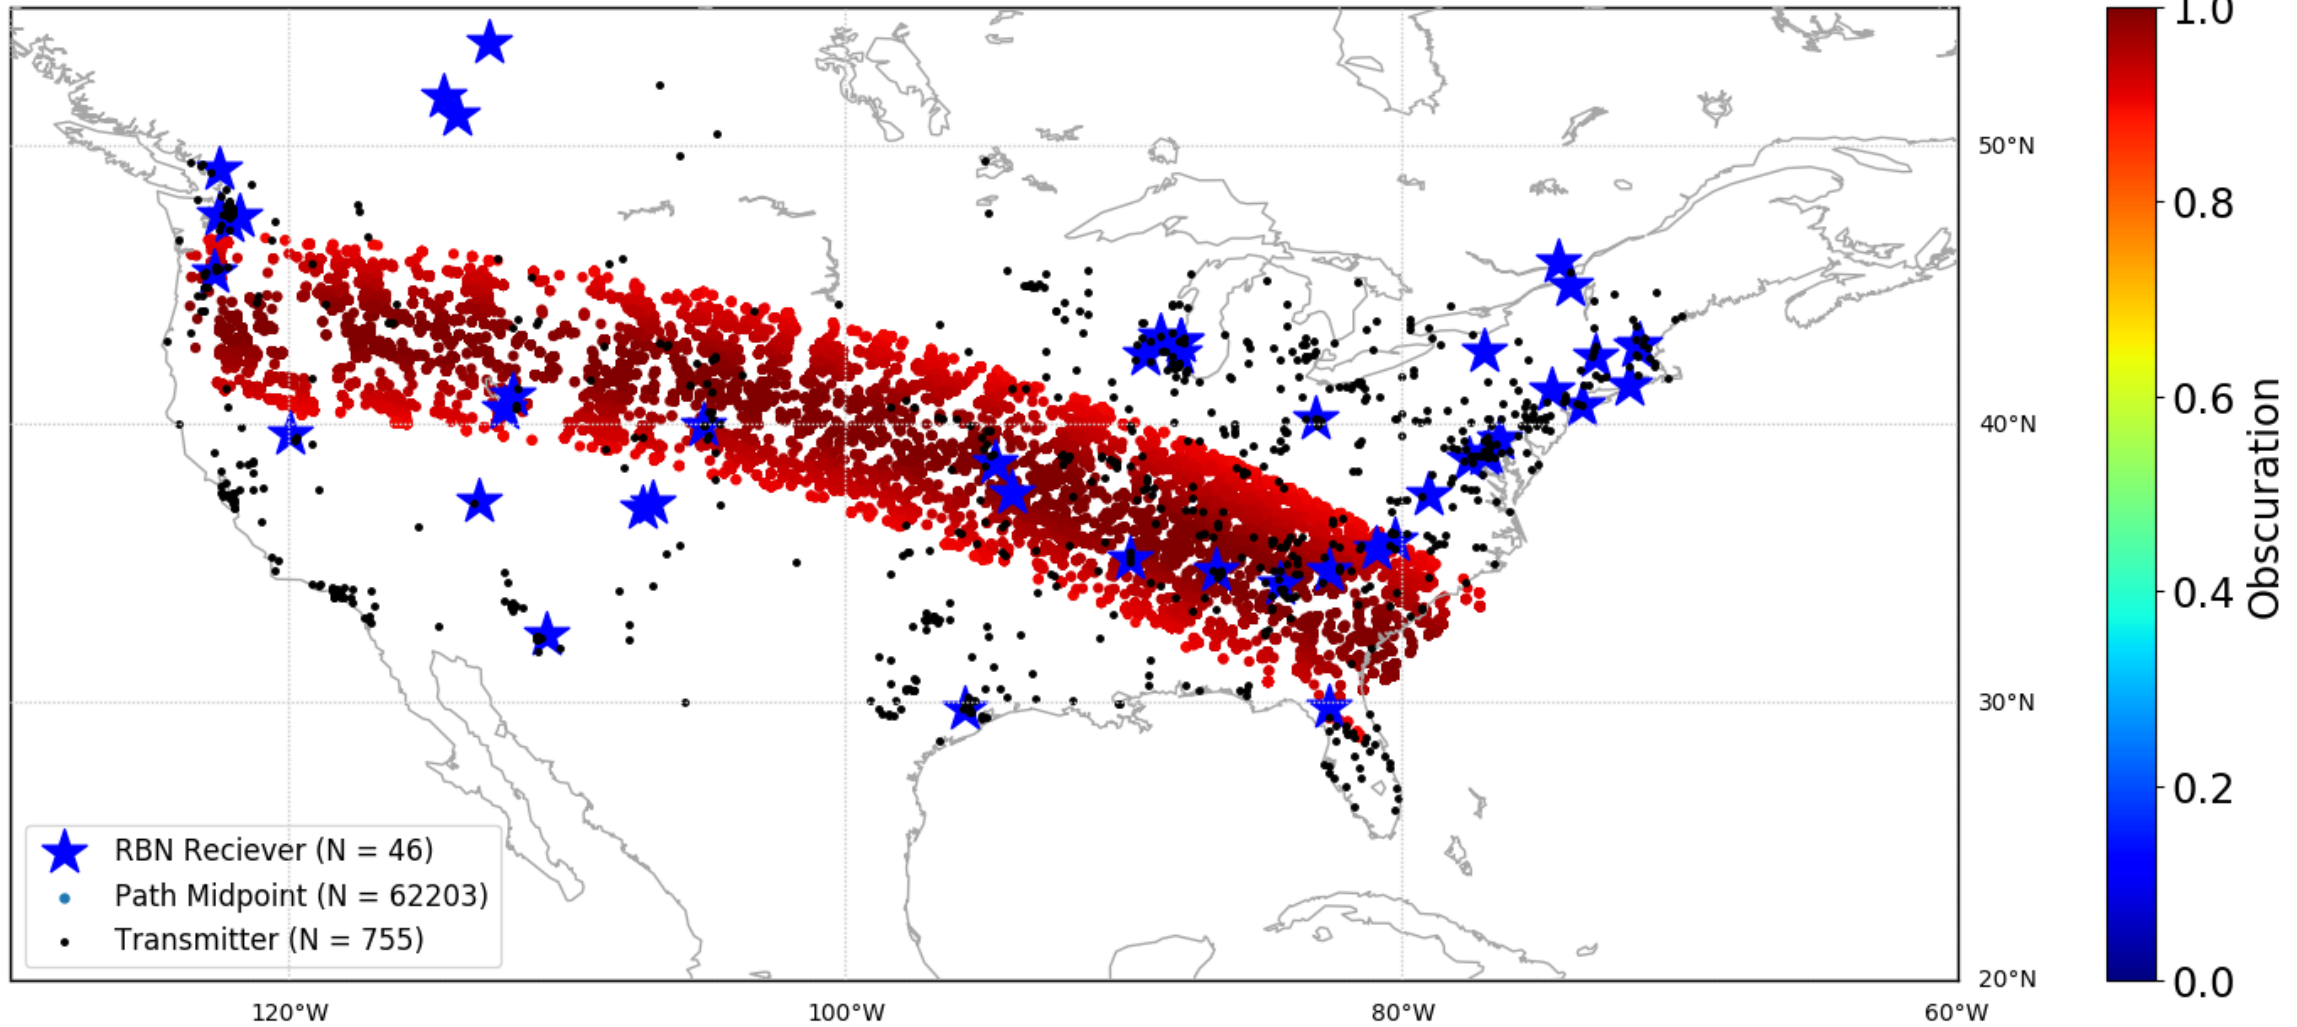 50°N
40°N
30°N
20°N
120°W
100°W
80°W
60°W
RBN Reciever (N = 46)
Path Midpoint (N = 62203)
Transmitter (N = 755)
1.0
0.8
0.6
0.4
0.2
0.0
Obscuration